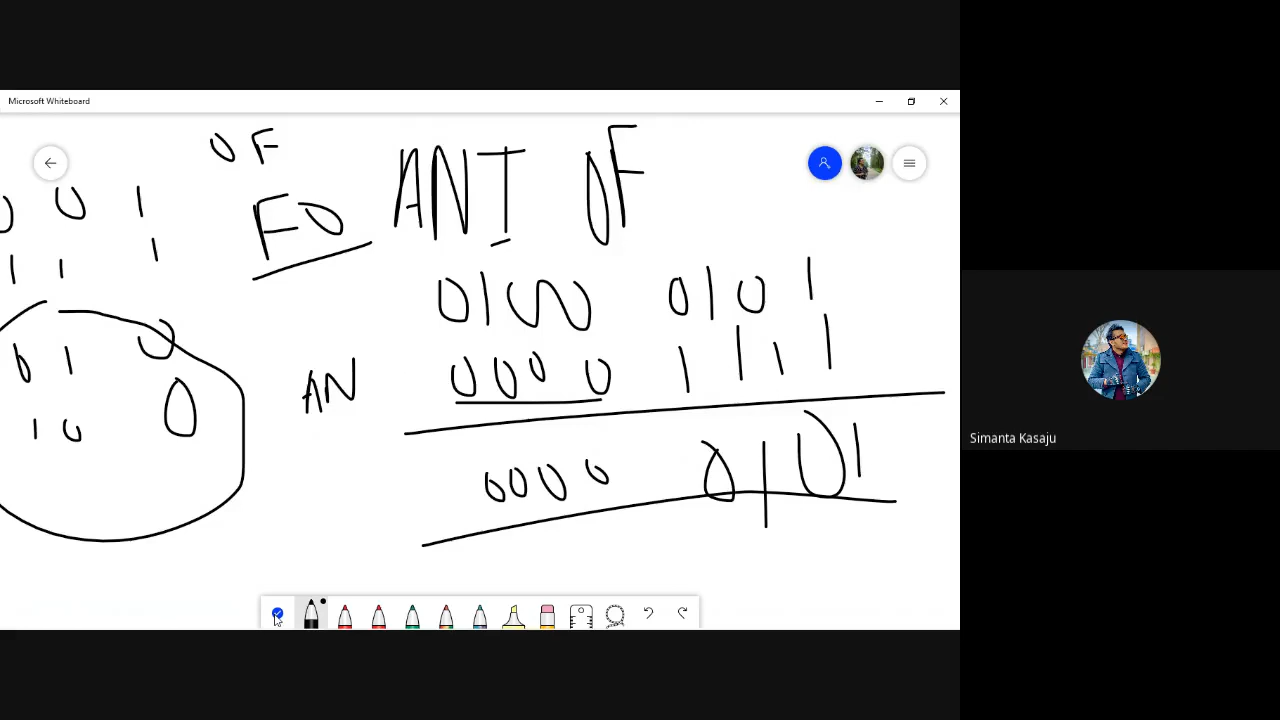 Microsoft Whiteboard
OF
0 0 1
1 1 1
FO
ANI OF
0100 0101
AN 0000 1111
0000 0101
0 1 0
1 0 0
Simanta Kasaju